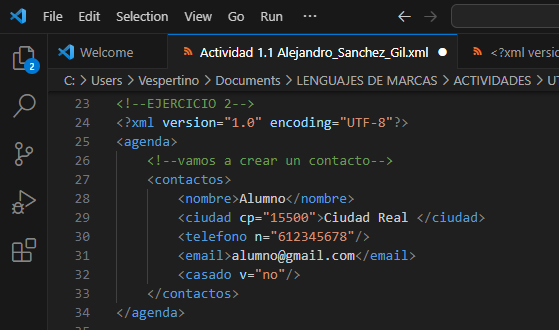 File Edit Selection View Go Run ...
Welcome
Actividad 1.1 Alejandro_Sanchez_Gil.xml
<?xml versio
2
C: > Users > Vespertino > Documents > LENGUAJES DE MARCAS > ACTIVIDADES > UT
23 <!--EJERCICIO 2-->
24 <?xml version="1.0" encoding="UTF-8"?>
25 <agenda>
26 <!--vamos a crear un contacto-->
27 <contactos>
28 <nombre>Alumno</nombre>
29 <ciudad cp="15500">Ciudad Real </ciudad>
30 <telefono n="612345678"/>
31 <email>alumno@gmail.com</email>
32 <casado v="no"/>
33 </contactos>
34 </agenda>